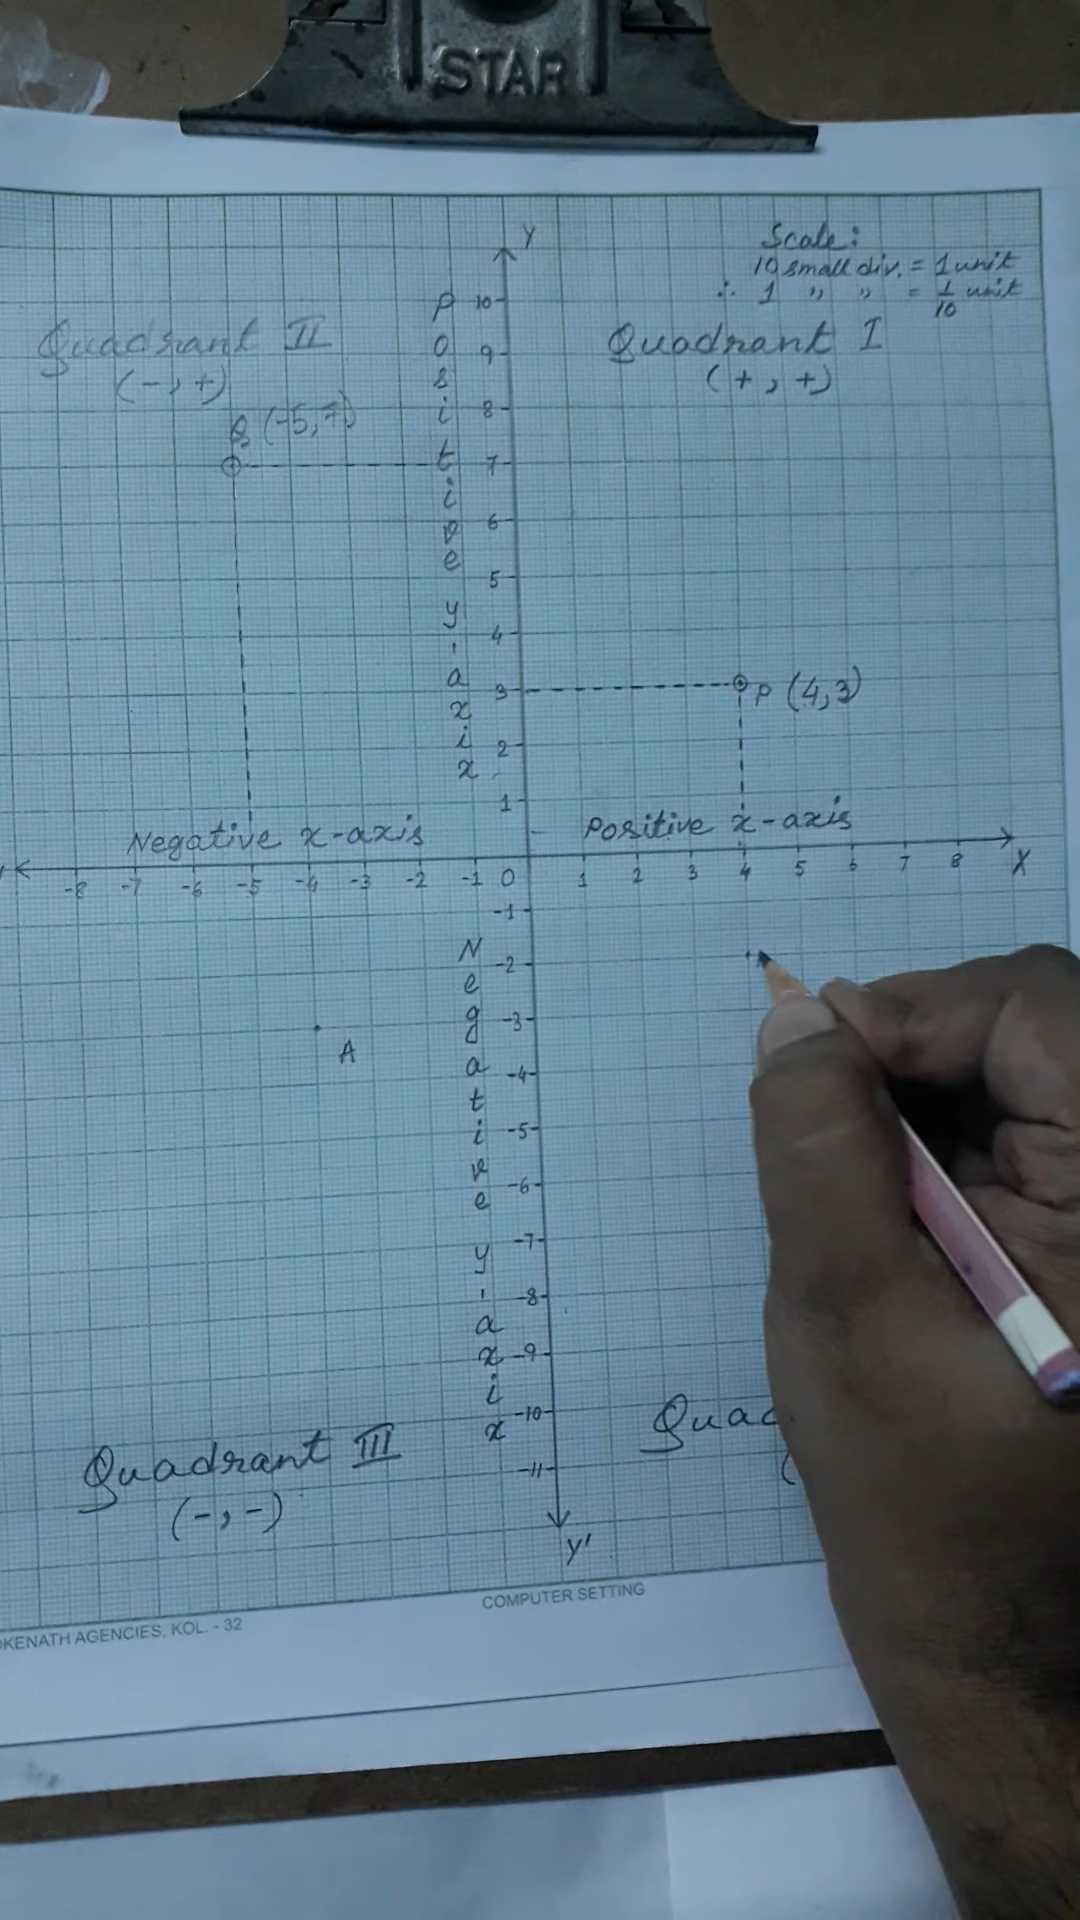 STAR
Y
Scale:
10 small div. = 1 unit
∴ 1 " " = 1/10 unit
Quadrant II
(-, +)
Quadrant I
(+, +)
Positive y-axix
10
9
8
7
6
5
4
3
2
1
Q (-5, 7)
P (4, 3)
Negative x-axis
Positive x-axis
-8 -7 -6 -5 -4 -3 -2 -1 0 1 2 3 4 5 6 7 8 X
-1
-2
-3
-4
-5
-6
-7
-8
-9
-10
-11
Negative y-axix
A
Quadrant III
(-, -)
Quad
(
Y'
KENATH AGENCIES, KOL. - 32
COMPUTER SETTING